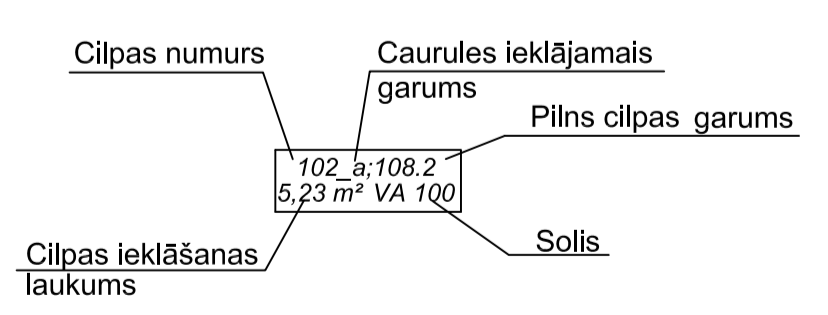 Cilpas numurs
Caurules ieklājamais
garums
Pilns cilpas garums
102_a;108.2
5,23 m² VA 100
Cilpas ieklāšanas
laukums
Solis